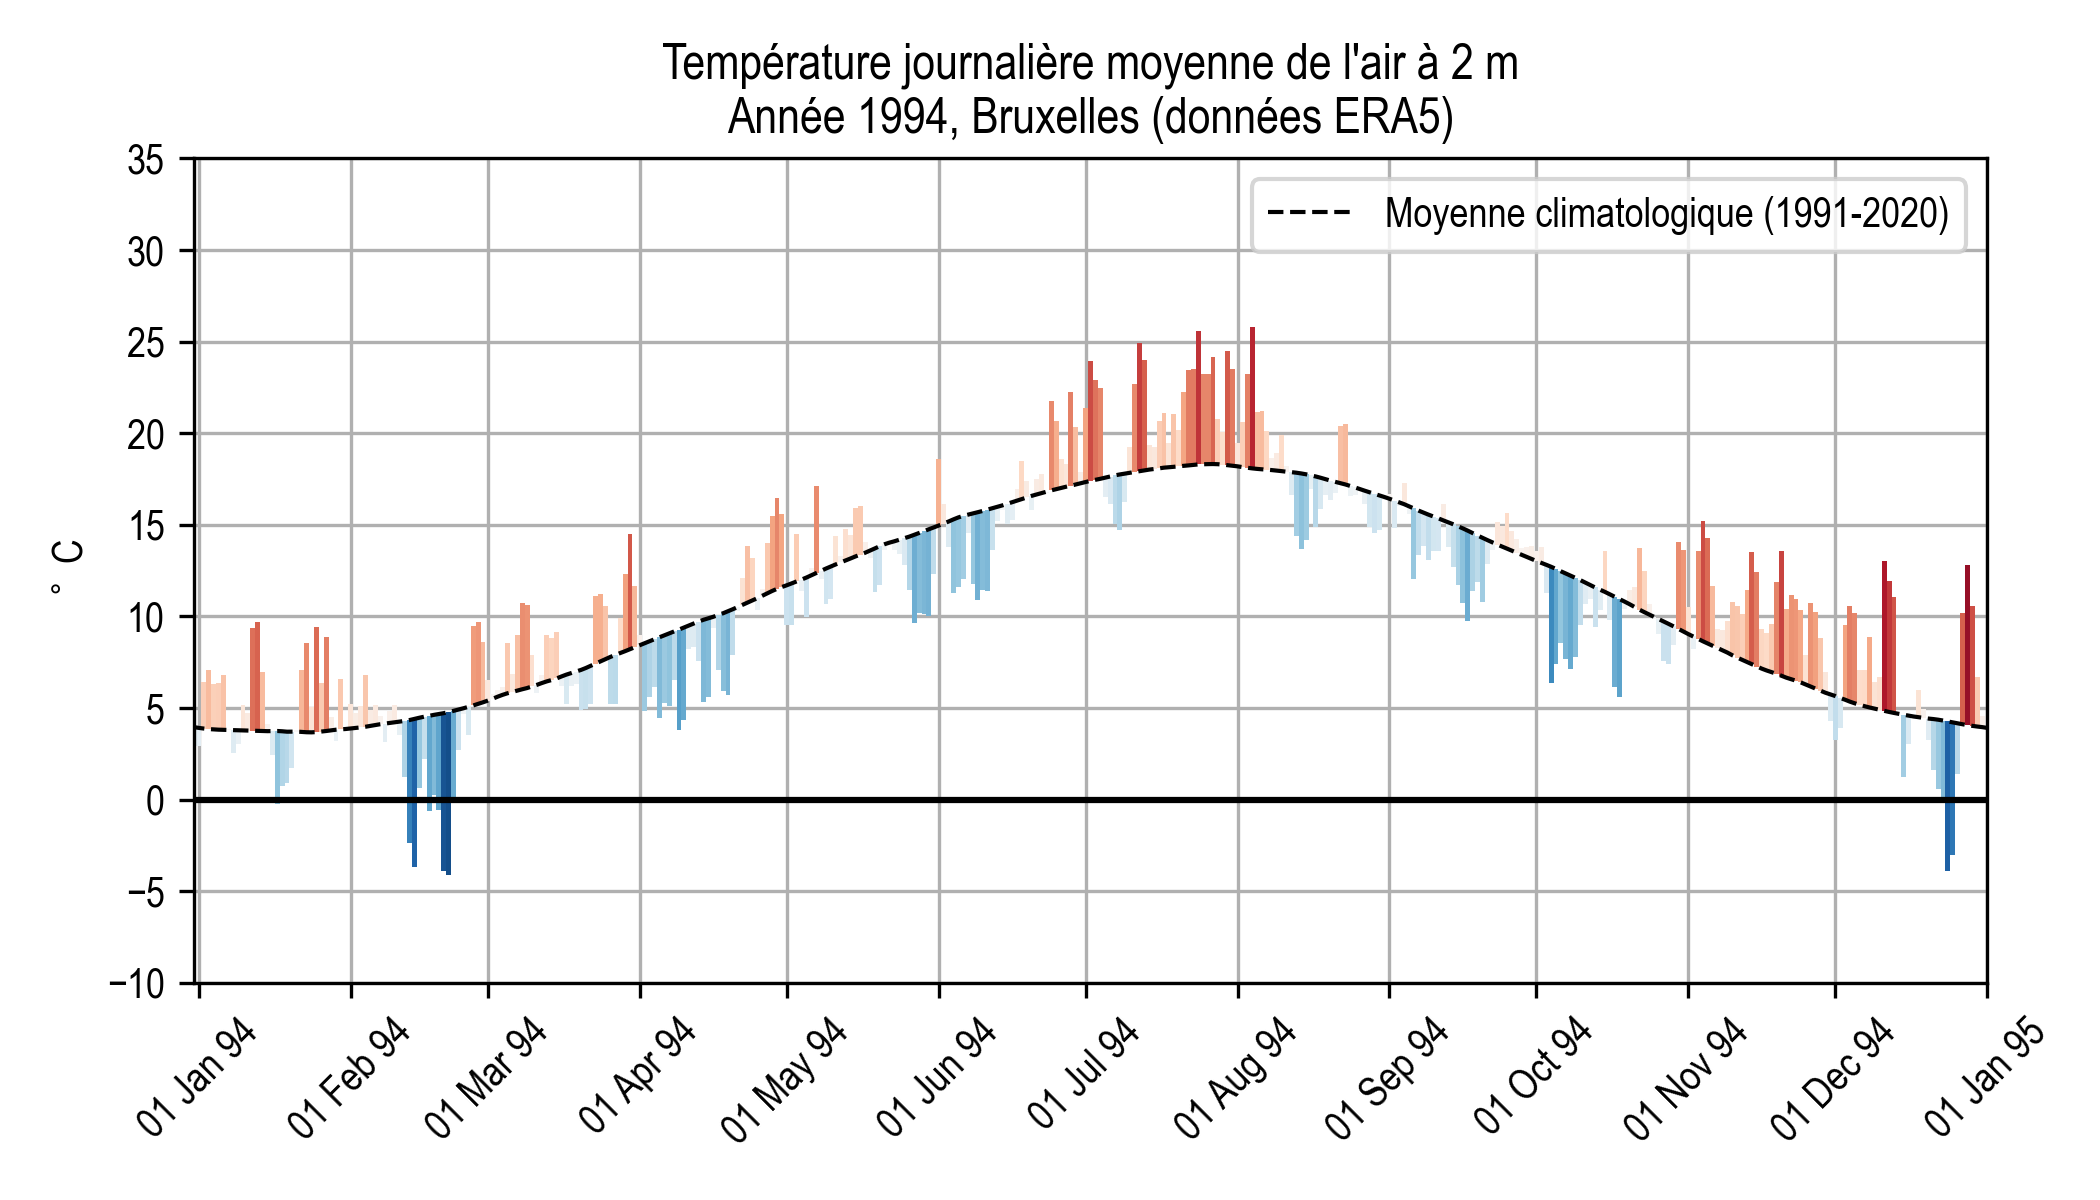 Température journalière moyenne de l'air à 2 m
Année 1994, Bruxelles (données ERA5)
35
30
25
20
15
10
5
0
−5
−10
° C
Moyenne climatologique (1991-2020)
01 Jan 94
01 Feb 94
01 Mar 94
01 Apr 94
01 May 94
01 Jun 94
01 Jul 94
01 Aug 94
01 Sep 94
01 Oct 94
01 Nov 94
01 Dec 94
01 Jan 95